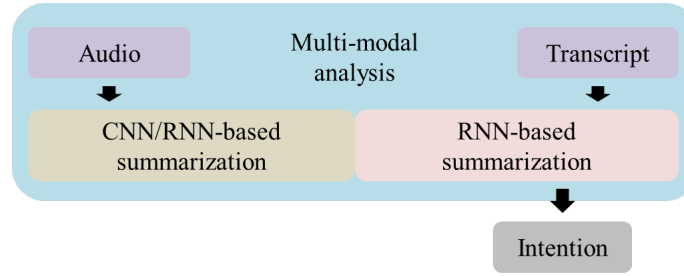 Audio
Multi-modal
analysis
Transcript
CNN/RNN-based
summarization
RNN-based
summarization
Intention